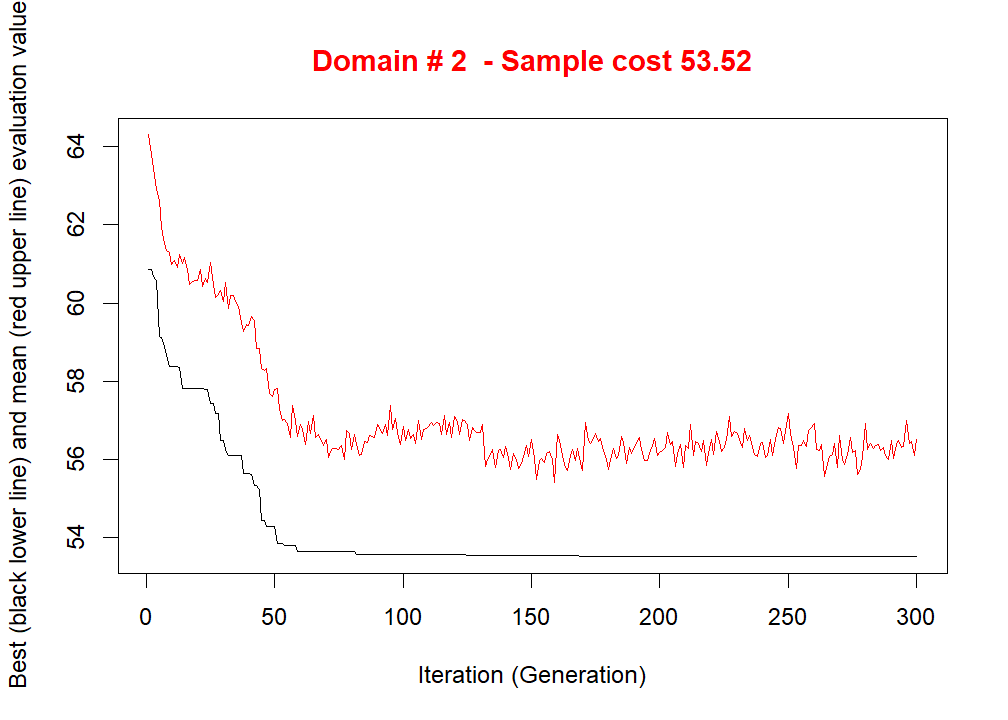 Domain # 2  - Sample cost 53.52
Best (black lower line) and mean (red upper line) evaluation value
64
62
60
58
56
54
0 50 100 150 200 250 300
Iteration (Generation)